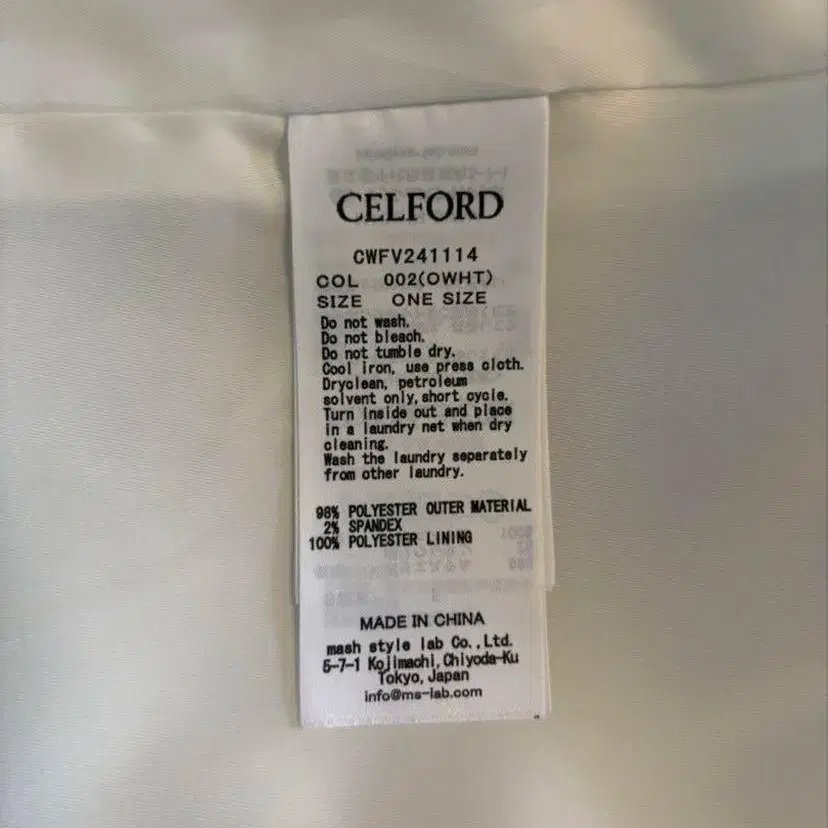 CELFORD
CWFV241114
COL 002(OWHT)
SIZE ONE SIZE
Do not wash.
Do not bleach.
Do not tumble dry.
Cool iron, use press cloth.
Dryclean, petroleum
solvent only, short cycle.
Turn inside out and place
in a laundry net when dry
cleaning.
Wash the laundry separately
from other laundry.
98% POLYESTER OUTER MATERIAL
2% SPANDEX
100% POLYESTER LINING
MADE IN CHINA
mash style lab Co.,Ltd.
5-7-1 Kojimachi,Chiyoda-Ku
Tokyo,Japan
info@ms-lab.com